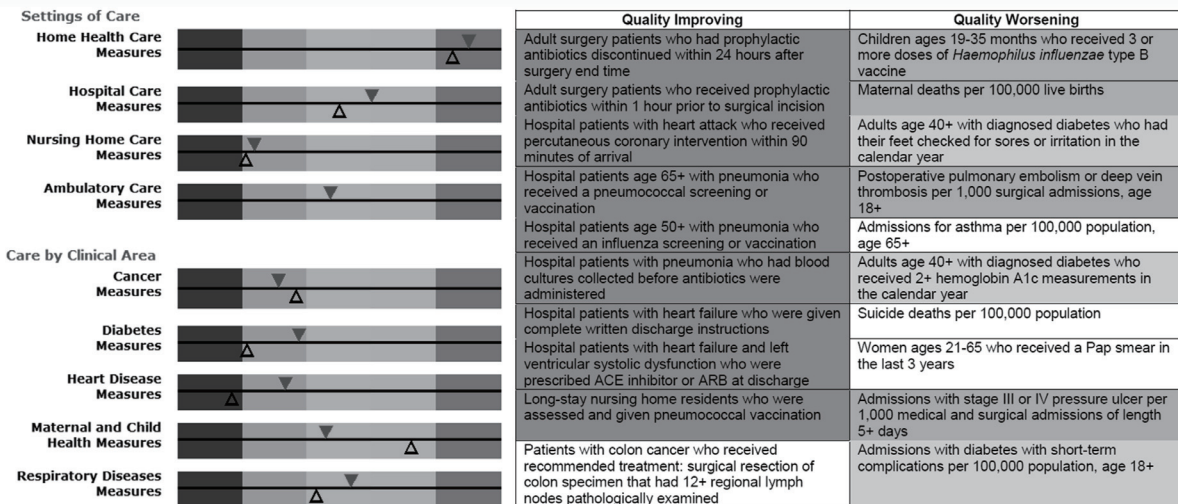 Settings of Care
Home Health Care
Measures
Hospital Care
Measures
Nursing Home Care
Measures
Ambulatory Care
Measures
Care by Clinical Area
Cancer
Measures
Diabetes
Measures
Heart Disease
Measures
Maternal and Child
Health Measures
Respiratory Diseases
Measures
Quality Improving
Adult surgery patients who had prophylactic
antibiotics discontinued within 24 hours after
surgery end time
Adult surgery patients who received prophylactic
antibiotics within 1 hour prior to surgical incision
Hospital patients with heart attack who received
percutaneous coronary intervention within 90
minutes of arrival
Hospital patients age 65+ with pneumonia who
received a pneumococcal screening or
vaccination
Hospital patients age 50+ with pneumonia who
received an influenza screening or vaccination
Hospital patients with pneumonia who had blood
cultures collected before antibiotics were
administered
Hospital patients with heart failure who were given
complete written discharge instructions
Hospital patients with heart failure and left
ventricular systolic dysfunction who were
prescribed ACE inhibitor or ARB at discharge
Long-stay nursing home residents who were
assessed and given pneumococcal vaccination
Patients with colon cancer who received
recommended treatment: surgical resection of
colon specimen that had 12+ regional lymph
nodes pathologically examined
Quality Worsening
Children ages 19-35 months who received 3 or
more doses of Haemophilus influenzae type B
vaccine
Maternal deaths per 100,000 live births
Adults age 40+ with diagnosed diabetes who had
their feet checked for sores or irritation in the
calendar year
Postoperative pulmonary embolism or deep vein
thrombosis per 1,000 surgical admissions, age
18+
Admissions for asthma per 100,000 population,
age 65+
Adults age 40+ with diagnosed diabetes who
received 2+ hemoglobin A1c measurements in
the calendar year
Suicide deaths per 100,000 population
Women ages 21-65 who received a Pap smear in
the last 3 years
Admissions with stage III or IV pressure ulcer per
1,000 medical and surgical admissions of length
5+ days
Admissions with diabetes with short-term
complications per 100,000 population, age 18+